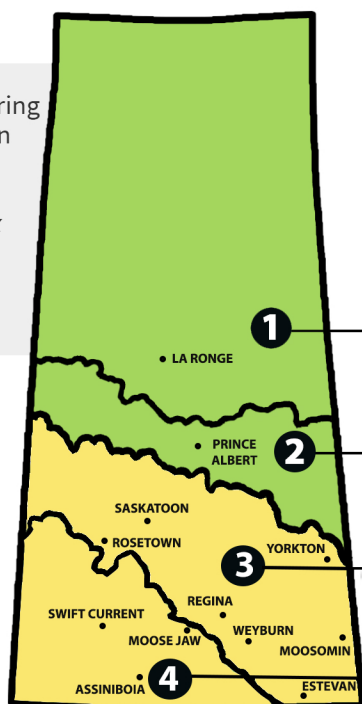 ring
n
1
LA RONGE
PRINCE
ALBERT
2
SASKATOON
ROSETOWN
YORKTON
3
REGINA
SWIFT CURRENT
MOOSE JAW
WEYBURN
MOOSOMIN
ASSINIBOIA
4
ESTEVAN